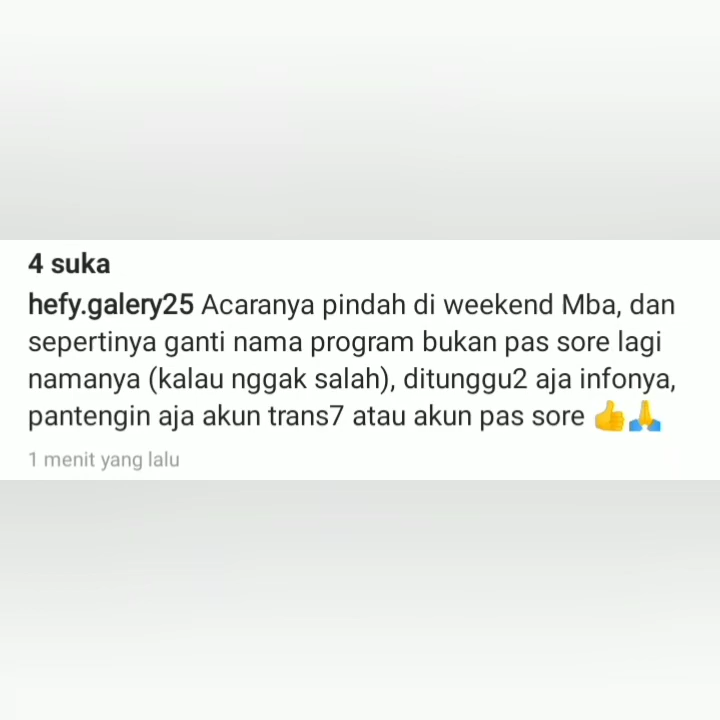 4 suka
hefy.galery25 Acaranya pindah di weekend Mba, dan
sepertinya ganti nama program bukan pas sore lagi
namanya (kalau nggak salah), ditunggu2 aja infonya,
pantengin aja akun trans7 atau akun pas sore 👍🙏
1 menit yang lalu